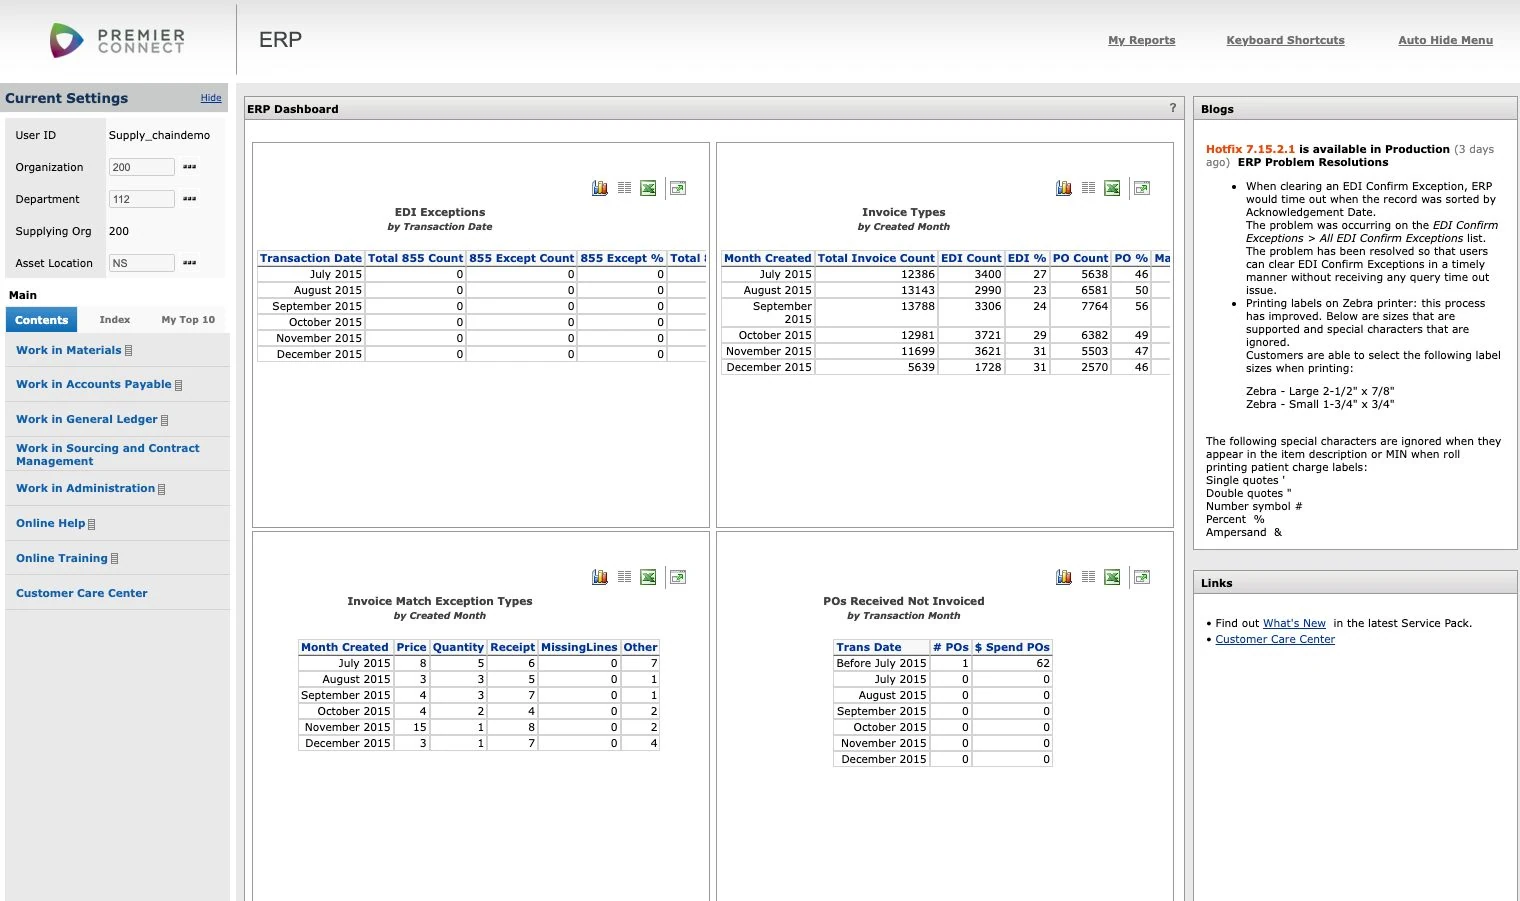 PREMIER
CONNECT
ERP
My Reports
Keyboard Shortcuts
Auto Hide Menu
Current Settings
Hide
User ID
Supply_chaindemo
Organization
200
Department
112
Supplying Org
200
Asset Location
NS
Main
Contents
Index
My Top 10
Work in Materials
Work in Accounts Payable
Work in General Ledger
Work in Sourcing and Contract
Management
Work in Administration
Online Help
Online Training
Customer Care Center
ERP Dashboard
?
EDI Exceptions
by Transaction Date
Transaction Date Total 855 Count 855 Except Count 855 Except % Total
July 2015 0 0 0
August 2015 0 0 0
September 2015 0 0 0
October 2015 0 0 0
November 2015 0 0 0
December 2015 0 0 0
Invoice Types
by Created Month
Month Created Total Invoice Count EDI Count EDI % PO Count PO % Ma
July 2015 12386 3400 27 5638 46
August 2015 13143 2990 23 6581 50
September 13788 3306 24 7764 56
2015
October 2015 12981 3721 29 6382 49
November 2015 11699 3621 31 5503 47
December 2015 5639 1728 31 2570 46
Invoice Match Exception Types
by Created Month
Month Created Price Quantity Receipt MissingLines Other
July 2015 8 5 6 0 7
August 2015 3 3 5 0 1
September 2015 4 3 7 0 1
October 2015 4 2 4 0 2
November 2015 15 1 8 0 2
December 2015 3 1 7 0 4
POs Received Not Invoiced
by Transaction Month
Trans Date # POs $ Spend POs
Before July 2015 1 62
July 2015 0 0
August 2015 0 0
September 2015 0 0
October 2015 0 0
November 2015 0 0
December 2015 0 0
Blogs
Hotfix 7.15.2.1 is available in Production (3 days
ago) ERP Problem Resolutions
• When clearing an EDI Confirm Exception, ERP
would time out when the record was sorted by
Acknowledgement Date.
The problem was occurring on the EDI Confirm
Exceptions > All EDI Confirm Exceptions list.
The problem has been resolved so that users
can clear EDI Confirm Exceptions in a timely
manner without receiving any query time out
issue.
• Printing labels on Zebra printer: this process
has improved. Below are sizes that are
supported and special characters that are
ignored.
Customers are able to select the following label
sizes when printing:
Zebra - Large 2-1/2" x 7/8"
Zebra - Small 1-3/4" x 3/4"
The following special characters are ignored when they
appear in the item description or MIN when roll
printing patient charge labels:
Single quotes '
Double quotes "
Number symbol #
Percent %
Ampersand &
Links
• Find out What's New in the latest Service Pack.
• Customer Care Center